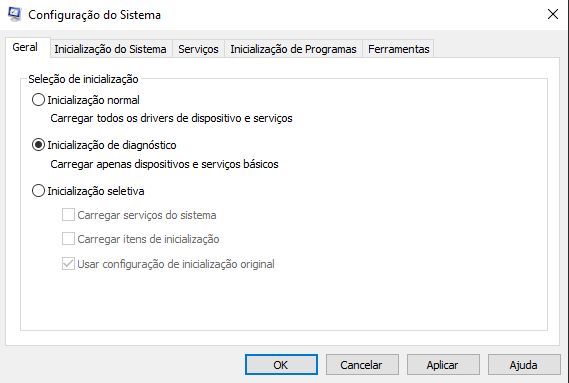 Configuração do Sistema
Geral Inicialização do Sistema Serviços Inicialização de Programas Ferramentas
Seleção de inicialização
Inicialização normal
Carregar todos os drivers de dispositivo e serviços
Inicialização de diagnóstico
Carregar apenas dispositivos e serviços básicos
Inicialização seletiva
Carregar serviços do sistema
Carregar itens de inicialização
Usar configuração de inicialização original
OK Cancelar Aplicar Ajuda